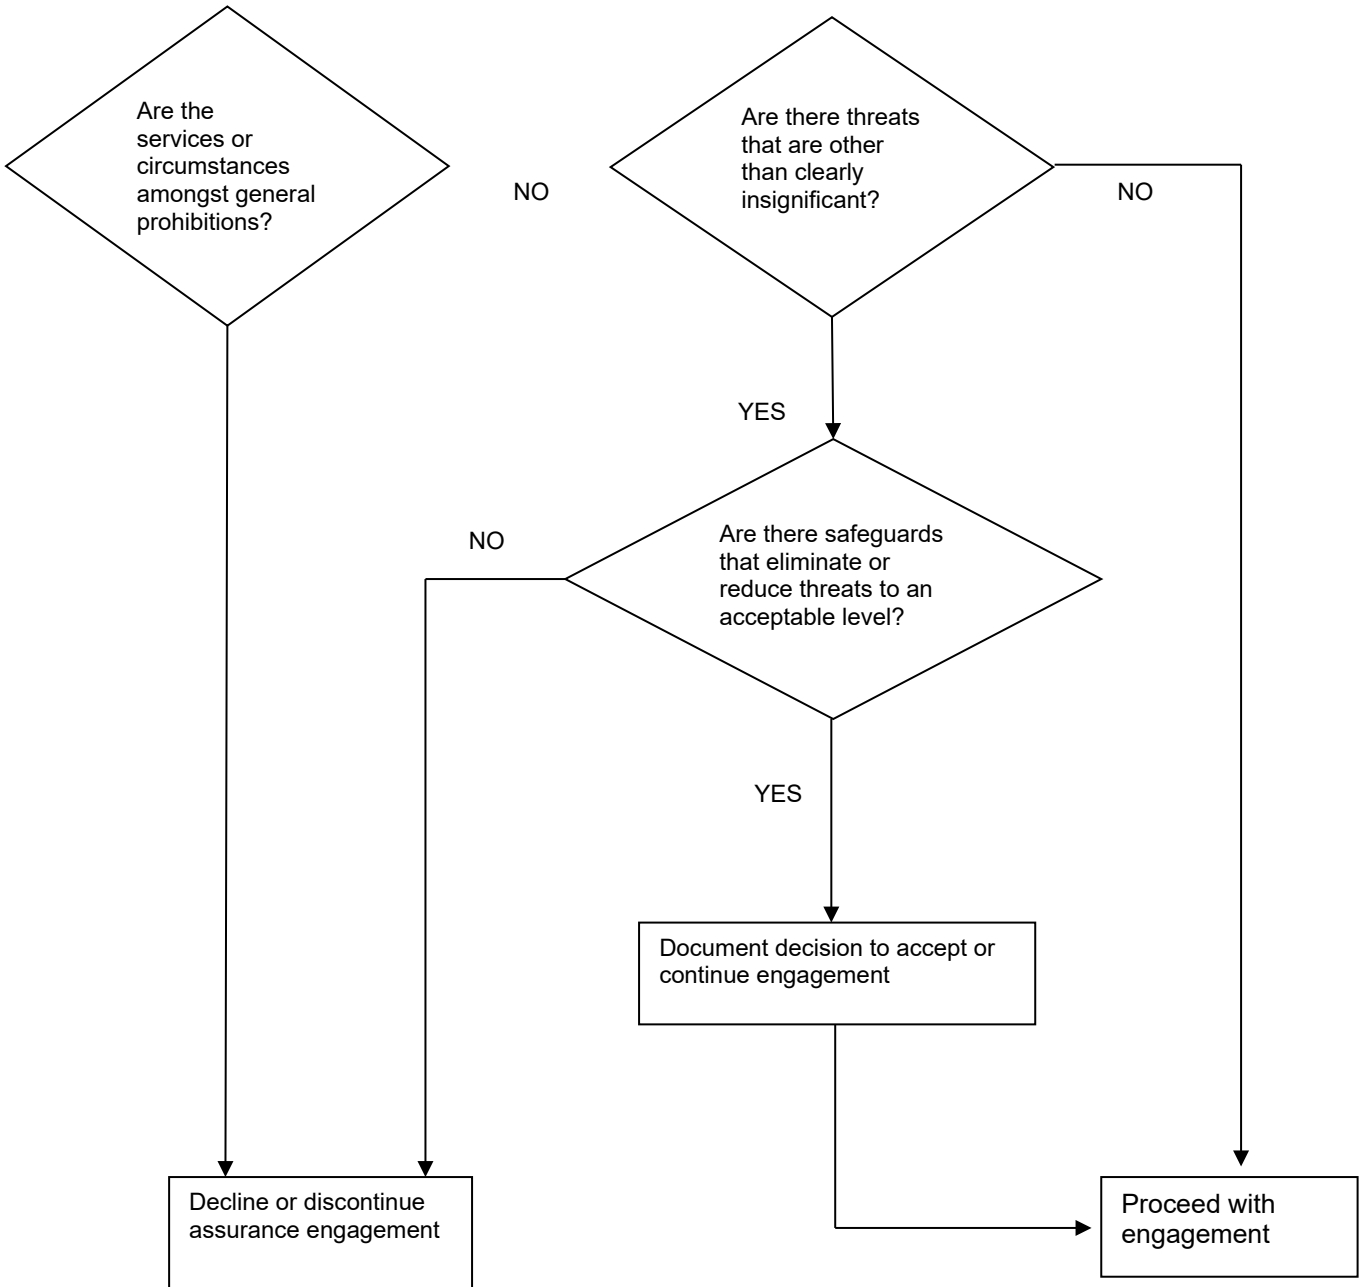 Are the
services or
circumstances
amongst general
prohibitions?
NO
Are there threats
that are other
than clearly
insignificant?
NO
YES
NO
Are there safeguards
that eliminate or
reduce threats to an
acceptable level?
YES
Document decision to accept or
continue engagement
Decline or discontinue
assurance engagement
Proceed with
engagement